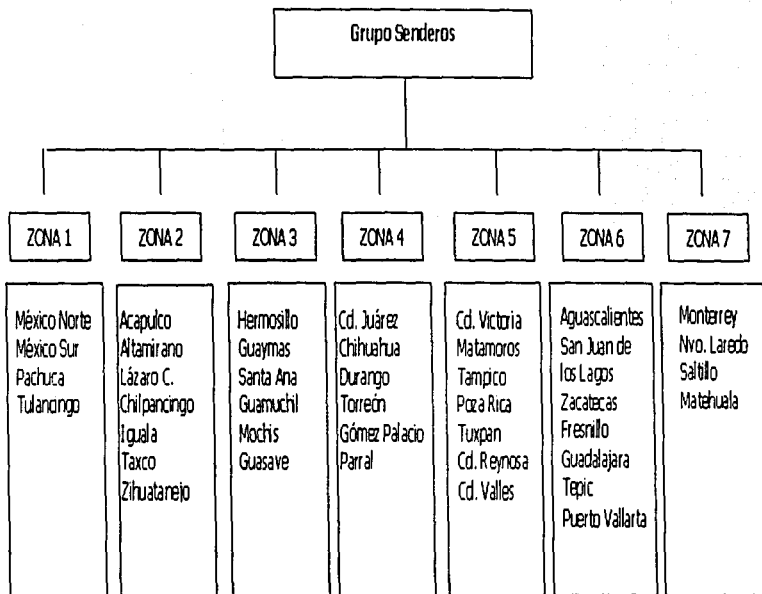 Grupo Senderos
ZONA 1
México Norte
México Sur
Pachuca
Tulancingo
ZONA 2
Acapulco
Altamirano
Lázaro C.
Chilpancingo
Iguala
Taxco
Zihuatanejo
ZONA 3
Hermosillo
Guaymas
Santa Ana
Guamuchil
Mochis
Guasave
ZONA 4
Cd. Juárez
Chihuahua
Durango
Torreón
Gómez Palacio
Parral
ZONA 5
Cd. Victoria
Matamoros
Tampico
Poza Rica
Tuxpan
Cd. Reynosa
Cd. Valles
ZONA 6
Aguascalientes
San Juan de
los Lagos
Zacatecas
Fresnillo
Guadalajara
Tepic
Puerto Vallarta
ZONA 7
Monterrey
Nvo. Laredo
Saltillo
Matehuala